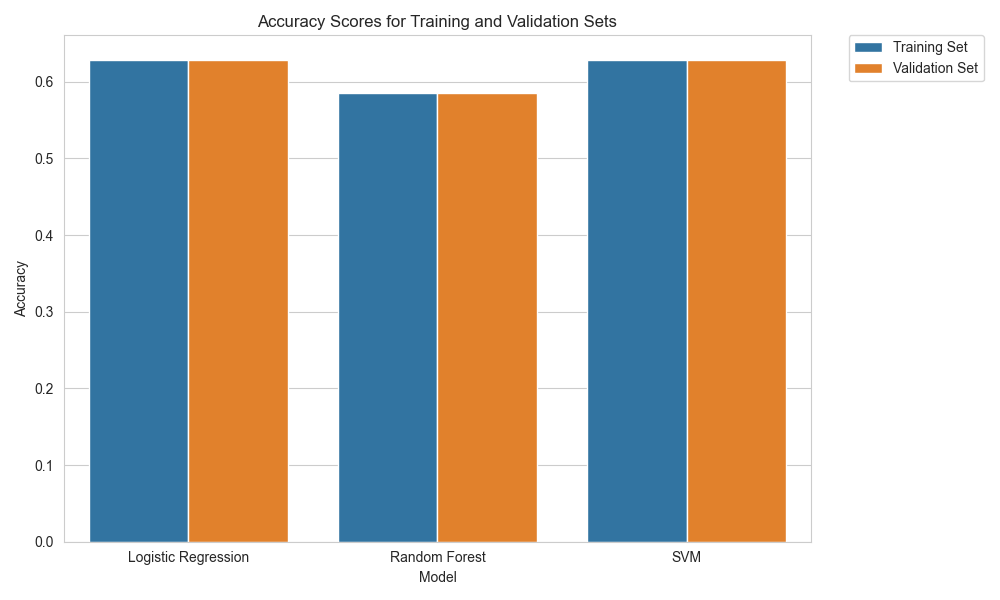 Accuracy Scores for Training and Validation Sets
Training Set
Validation Set
Accuracy
0.6
0.5
0.4
0.3
0.2
0.1
0.0
Logistic Regression
Random Forest
SVM
Model